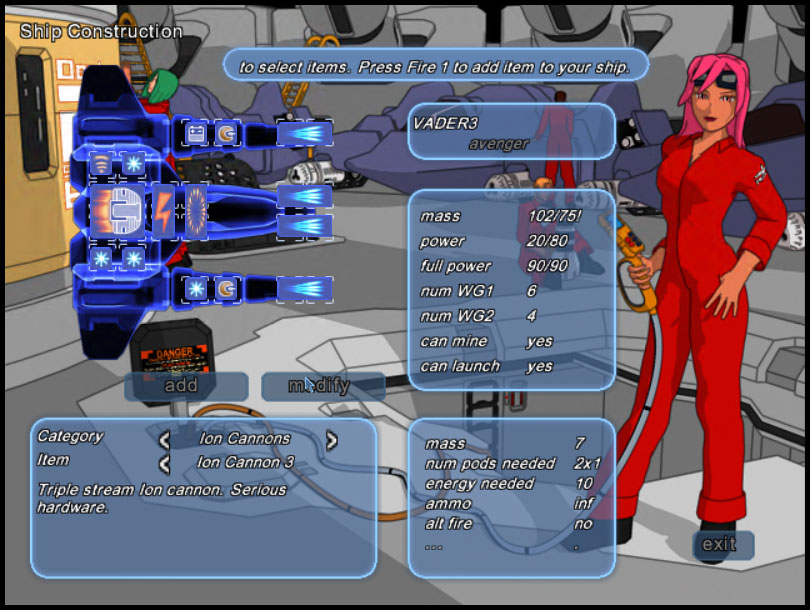 Ship Construction
to select items. Press Fire 1 to add item to your ship.
VADER3
avenger
mass 102/75!
power 20/80
full power 90/90
num WG1 6
num WG2 4
can mine yes
can launch yes
DANGER
add
modify
Category < Ion Cannons >
Item < Ion Cannon 3
Triple stream Ion cannon. Serious
hardware.
mass 7
num pods needed 2x1
energy needed 10
ammo inf
alt fire no
... .
exit